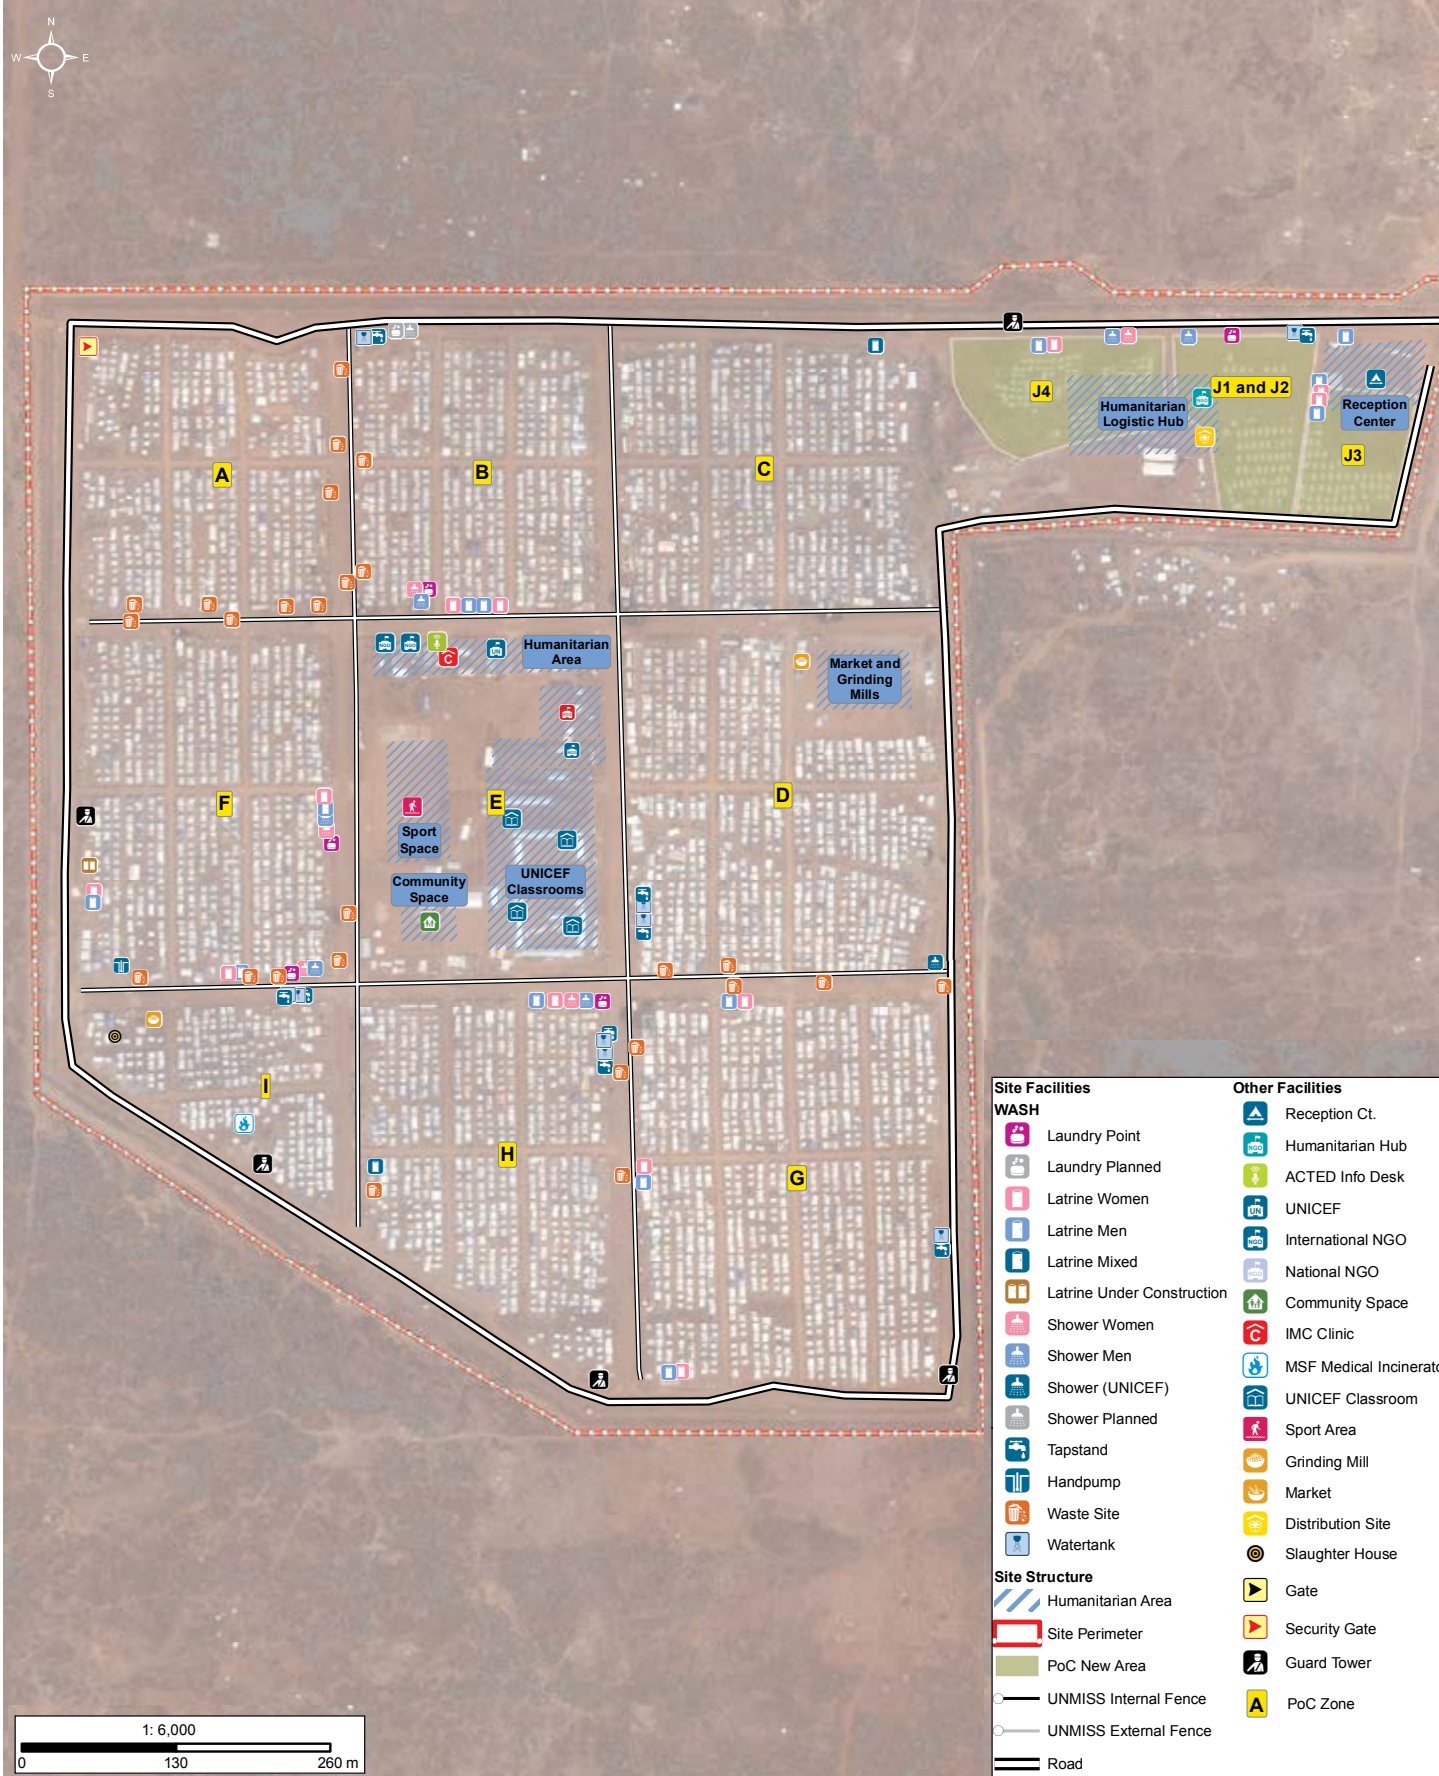 N
W E
S
J4
J1 and J2
Humanitarian
Logistic Hub
Reception
Center
J3
A
B
C
Humanitarian
Area
Market and
Grinding
Mills
F
E
D
Sport
Space
Community
Space
UNICEF
Classrooms
I
H
G
Site Facilities
WASH
Laundry Point
Laundry Planned
Latrine Women
Latrine Men
Latrine Mixed
Latrine Under Construction
Shower Women
Shower Men
Shower (UNICEF)
Shower Planned
Tapstand
Handpump
Waste Site
Watertank
Site Structure
Humanitarian Area
Site Perimeter
PoC New Area
UNMISS Internal Fence
UNMISS External Fence
Road
Other Facilities
Reception Ct.
NGO Humanitarian Hub
ACTED Info Desk
UN UNICEF
NGO International NGO
NGO National NGO
Community Space
C IMC Clinic
MSF Medical Incinerat
UNICEF Classroom
Sport Area
Grinding Mill
Market
Distribution Site
Slaughter House
Gate
Security Gate
Guard Tower
A PoC Zone
1: 6,000
0 130 260 m